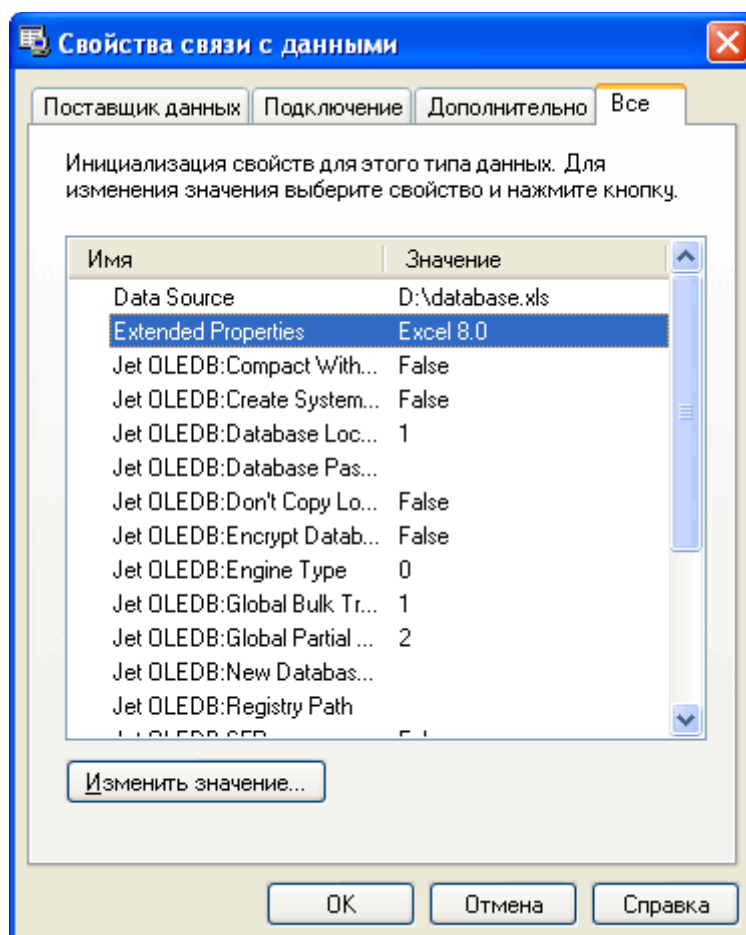 Свойства связи с данными
Поставщик данных Подключение Дополнительно Все
Инициализация свойств для этого типа данных. Для
изменения значения выберите свойство и нажмите кнопку.
Имя Значение
Data Source D:\database.xls
Extended Properties Excel 8.0
Jet OLEDB:Compact With... False
Jet OLEDB:Create System... False
Jet OLEDB:Database Loc... 1
Jet OLEDB:Database Pas...
Jet OLEDB:Don't Copy Lo... False
Jet OLEDB:Encrypt Datab... False
Jet OLEDB:Engine Type 0
Jet OLEDB:Global Bulk Tr... 1
Jet OLEDB:Global Partial ... 2
Jet OLEDB:New Databas...
Jet OLEDB:Registry Path
Изменить значение...
OK Отмена Справка